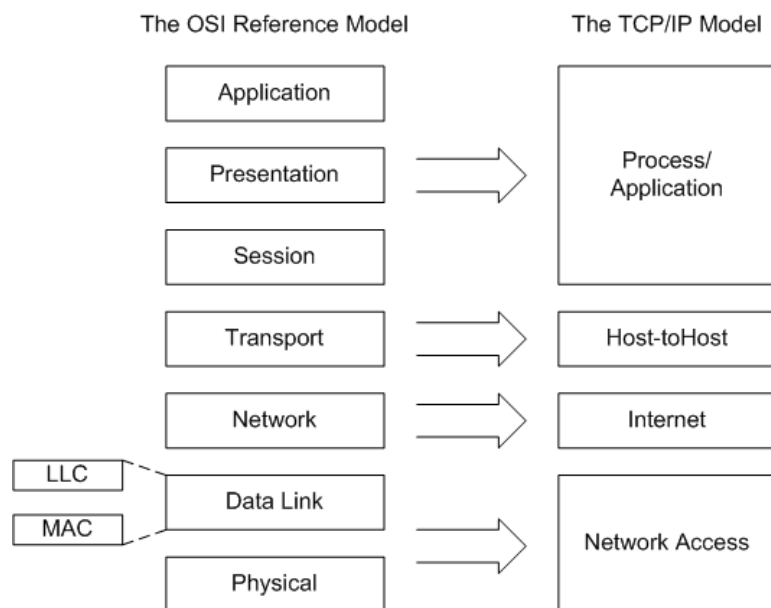 The OSI Reference Model
The TCP/IP Model
Application
Presentation
Session
Transport
Network
Data Link
Physical
LLC
MAC
Process/
Application
Host-toHost
Internet
Network Access